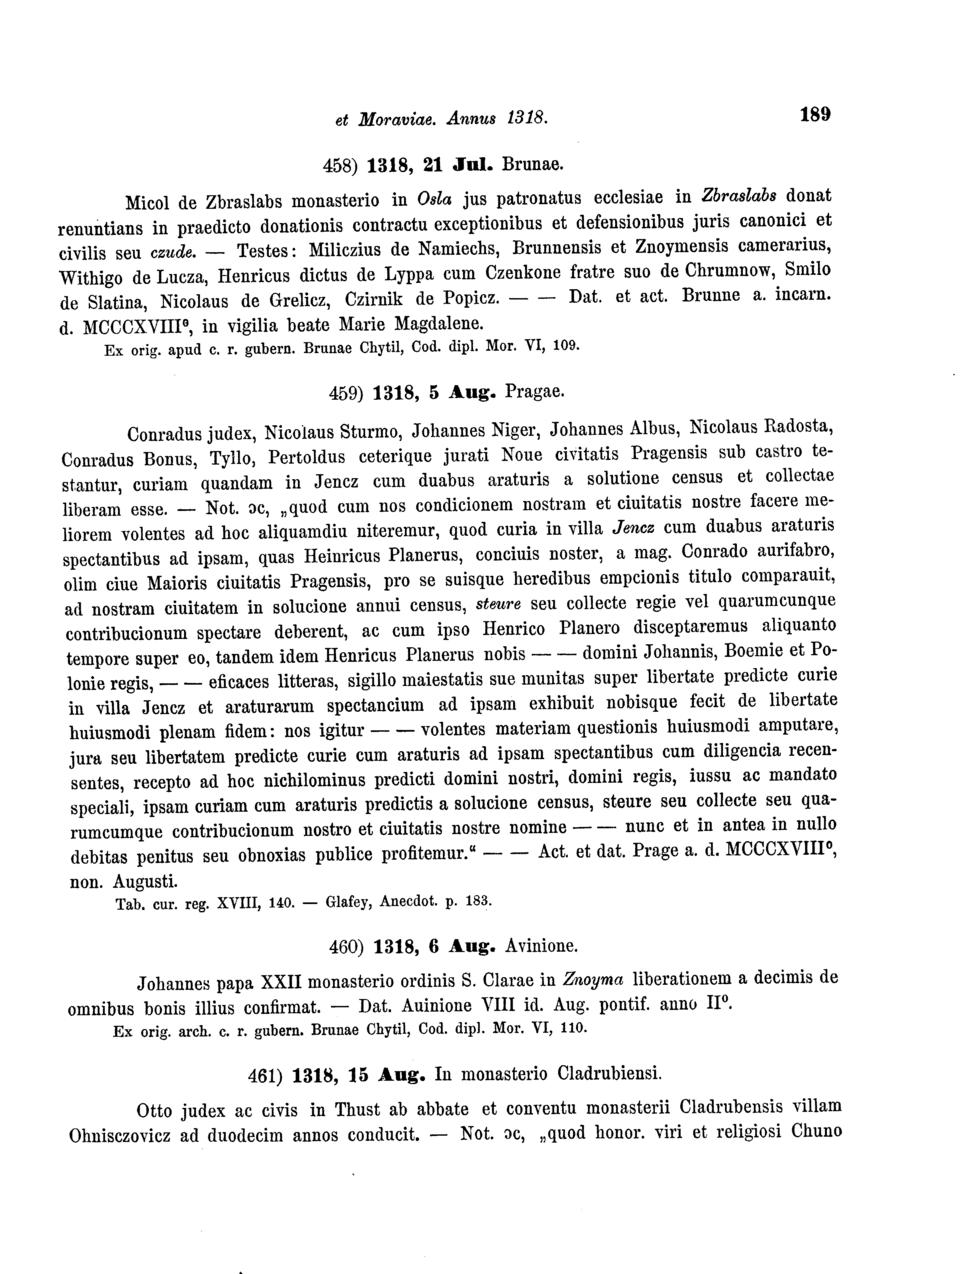 et Moraviae. Annus 1318. 189
458) 1318, 21 Jul. Brunae.
Micol de Zbraslabs monasterio in Osla jus patronatus ecclesiae in Zbraslabs donat
renuntians in praedicto donationis contractu exceptionibus et defensionibus juris canonici et
civilis seu czude. — Testes: Miliczius de Namiechs, Brunnensis et Znoymensis camerarius,
Withigo de Lucza, Henricus dictus de Lyppa cum Czenkone fratre suo de Chrumnow, Smilo
de Slatina, Nicolaus de Grelicz, Czirnik de Popicz. — — Dat. et act. Brunne a. incarn.
d. MCCCXVIIIº, in vigilia beate Marie Magdalene.
Ex orig. apud c. r. gubern. Brunae Chytil, Cod. dipl. Mor. VI, 109.
459) 1318, 5 Aug. Pragae.
Conradus judex, Nicolaus Sturmo, Johannes Niger, Johannes Albus, Nicolaus Radosta,
Conradus Bonus, Tyllo, Pertoldus ceterique jurati Noue civitatis Pragensis sub castro te-
stantur, curiam quandam in Jencz cum duabus araturis a solutione census et collectae
liberam esse. — Not. ɔc, „quod cum nos condicionem nostram et ciuitatis nostre facere me-
liorem volentes ad hoc aliquamdiu niteremur, quod curia in villa Jencz cum duabus araturis
spectantibus ad ipsam, quas Heinricus Planerus, conciuis noster, a mag. Conrado aurifabro,
olim ciue Maioris ciuitatis Pragensis, pro se suisque heredibus empcionis titulo comparauit,
ad nostram ciuitatem in solucione annui census, steure seu collecte regie vel quarumcunque
contribucionum spectare deberent, ac cum ipso Henrico Planero disceptaremus aliquanto
tempore super eo, tandem idem Henricus Planerus nobis — — domini Johannis, Boemie et Po-
lonie regis, — — eficaces litteras, sigillo maiestatis sue munitas super libertate predicte curie
in villa Jencz et araturarum spectancium ad ipsam exhibuit nobisque fecit de libertate
huiusmodi plenam fidem: nos igitur — — volentes materiam questionis huiusmodi amputare,
jura seu libertatem predicte curie cum araturis ad ipsam spectantibus cum diligencia recen-
sentes, recepto ad hoc nichilominus predicti domini nostri, domini regis, iussu ac mandato
speciali, ipsam curiam cum araturis predictis a solucione census, steure seu collecte seu qua-
rumcumque contribucionum nostro et ciuitatis nostre nomine — — nunc et in antea in nullo
debitas penitus seu obnoxias publice profitemur.“ — — Act. et dat. Prage a. d. MCCCXVIIIº,
non. Augusti.
Tab. cur. reg. XVIII, 140. — Glafey, Anecdot. p. 183.
460) 1318, 6 Aug. Avinione.
Johannes papa XXII monasterio ordinis S. Clarae in Znoyma liberationem a decimis de
omnibus bonis illius confirmat. — Dat. Auinione VIII id. Aug. pontif. anno IIº.
Ex orig. arch. c. r. gubern. Brunae Chytil, Cod. dipl. Mor. VI, 110.
461) 1318, 15 Aug. In monasterio Cladrubiensi.
Otto judex ac civis in Thust ab abbate et conventu monasterii Cladrubensis villam
Ohnisczovicz ad duodecim annos conducit. — Not. ɔc, „quod honor. viri et religiosi Chuno